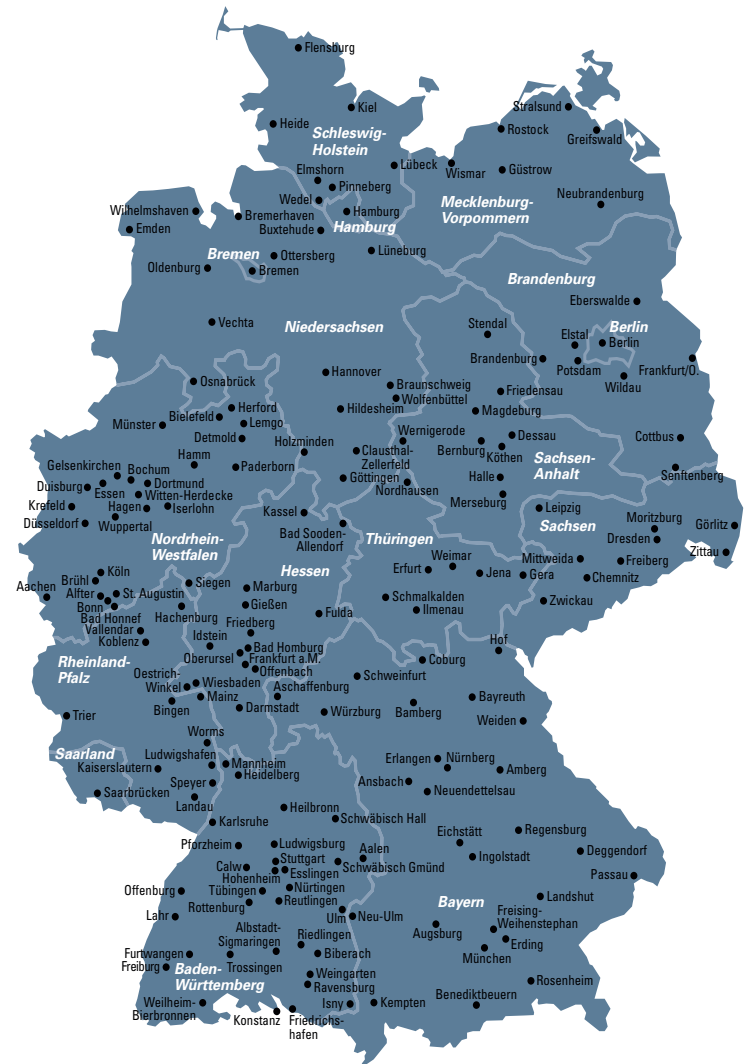 Flensburg
Kiel
Stralsund
Heide
Rostock
Greifswald
Schleswig-
Holstein
Lübeck
Wismar
Güstrow
Elmshorn
Pinneberg
Neubrandenburg
Wedel
Mecklenburg-
Vorpommern
Wilhelmshaven
Bremerhaven
Hamburg
Emden
Buxtehude
Hamburg
Bremen
Ottersberg
Lüneburg
Oldenburg
Bremen
Brandenburg
Eberswalde
Vechta
Niedersachsen
Stendal
Elstal
Berlin
Berlin
Brandenburg
Potsdam
Frankfurt/O.
Wildau
Osnabrück
Hannover
Braunschweig
Wolfenbüttel
Friedensau
Herford
Hildesheim
Magdeburg
Bielefeld
Lemgo
Münster
Detmold
Holzminden
Wernigerode
Dessau
Cottbus
Bernburg
Köthen
Clausthal-
Zellerfeld
Sachsen-
Anhalt
Hamm
Paderborn
Gelsenkirchen
Bochum
Göttingen
Nordhausen
Halle
Senftenberg
Duisburg
Essen
Dortmund
Witten-Herdecke
Merseburg
Krefeld
Hagen
Iserlohn
Kassel
Leipzig
Düsseldorf
Wuppertal
Bad Sooden-
Allendorf
Sachsen
Moritzburg
Görlitz
Nordrhein-
Westfalen
Thüringen
Dresden
Zittau
Köln
Hessen
Weimar
Mittweida
Freiberg
Brühl
Siegen
Erfurt
Jena
Gera
Chemnitz
Aachen
Alfter
St. Augustin
Marburg
Schmalkalden
Zwickau
Bonn
Gießen
Ilmenau
Bad Honnef
Hachenburg
Fulda
Vallendar
Friedberg
Koblenz
Idstein
Bad Homburg
Hof
Oberursel
Frankfurt a.M.
Coburg
Rheinland-
Pfalz
Offenbach
Oestrich-
Winkel
Wiesbaden
Schweinfurt
Mainz
Aschaffenburg
Bayreuth
Bingen
Darmstadt
Würzburg
Bamberg
Trier
Weiden
Worms
Saarland
Ludwigshafen
Mannheim
Erlangen
Nürnberg
Kaiserslautern
Heidelberg
Amberg
Speyer
Ansbach
Saarbrücken
Landau
Neuendettelsau
Heilbronn
Karlsruhe
Schwäbisch Hall
Regensburg
Eichstätt
Pforzheim
Ludwigsburg
Aalen
Deggendorf
Stuttgart
Ingolstadt
Calw
Schwäbisch Gmünd
Hohenheim
Esslingen
Passau
Offenburg
Tübingen
Nürtingen
Rottenburg
Reutlingen
Landshut
Bayern
Lahr
Ulm
Neu-Ulm
Freising-
Weihenstephan
Augsburg
Albstadt-
Sigmaringen
Riedlingen
Erding
Furtwangen
Biberach
München
Freiburg
Trossingen
Baden-
Württemberg
Weingarten
Ravensburg
Rosenheim
Weilheim-
Bierbronnen
Isny
Kempten
Benediktbeuern
Konstanz
Friedrichs-
hafen